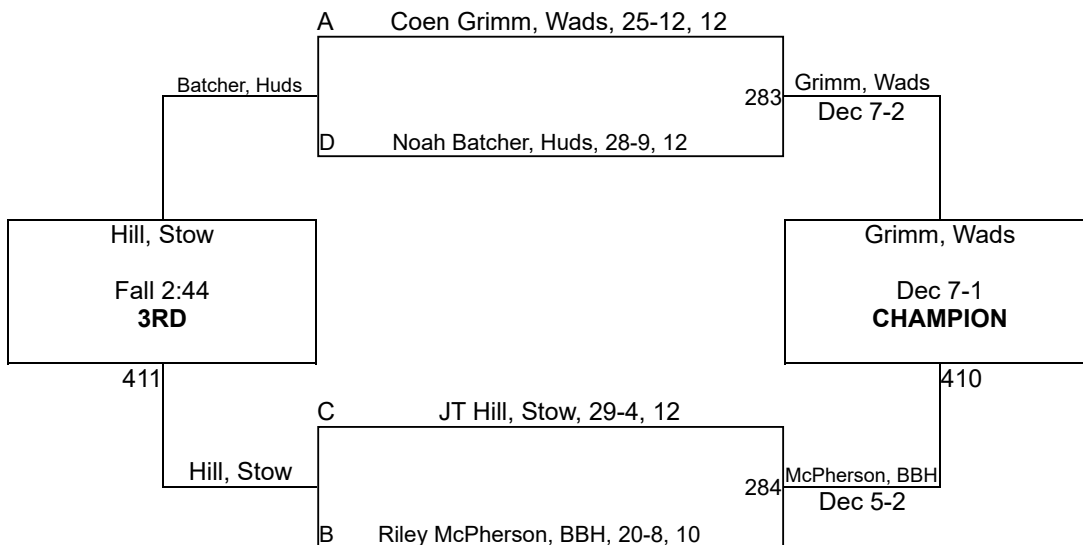 A Coen Grimm, Wads, 25-12, 12
Batcher, Huds
283
Grimm, Wads
Dec 7-2
D Noah Batcher, Huds, 28-9, 12
Hill, Stow
Fall 2:44
3RD
411
Grimm, Wads
Dec 7-1
CHAMPION
410
C JT Hill, Stow, 29-4, 12
Hill, Stow
284
McPherson, BBH
Dec 5-2
B Riley McPherson, BBH, 20-8, 10